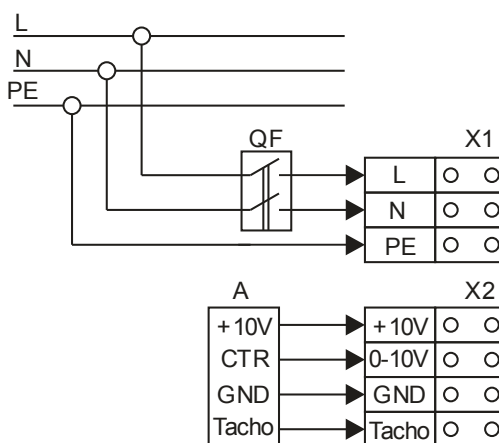 L
N
PE
QF
X1
L
N
PE
A
X2
+10V
+10V
CTR
0-10V
GND
GND
Tacho
Tacho